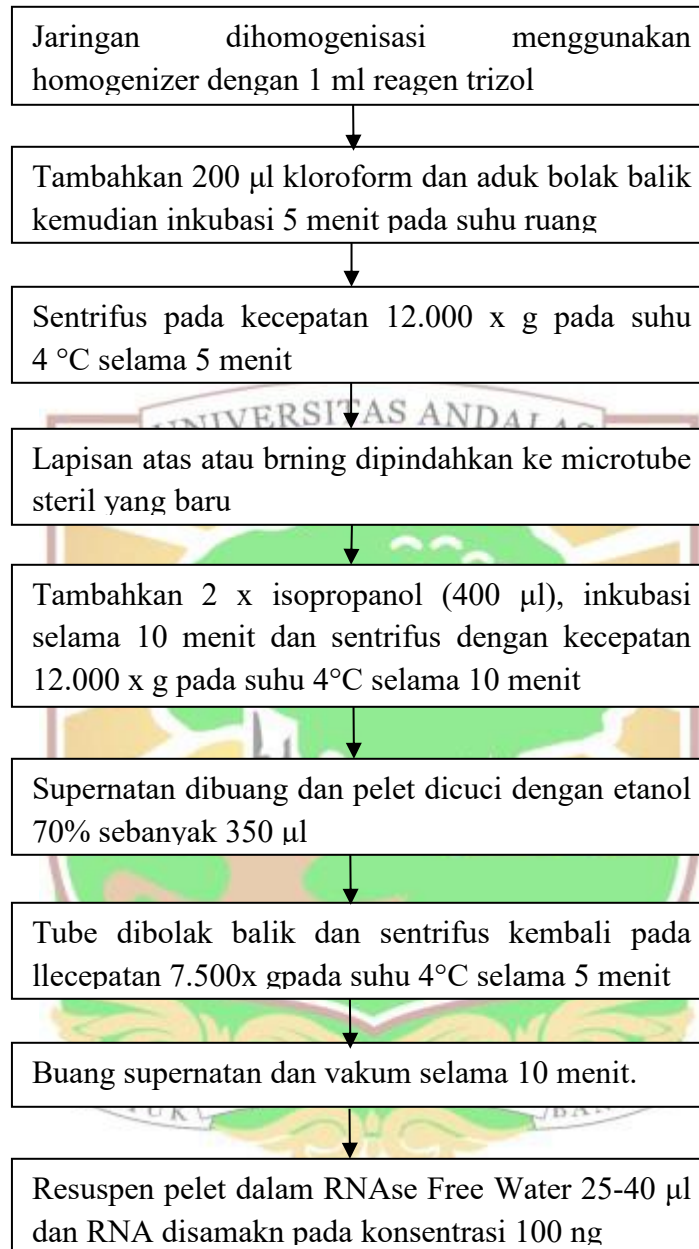 Jaringan dihomogenisasi menggunakan
homogenizer dengan 1 ml reagen trizol
Tambahkan 200 µl kloroform dan aduk bolak balik
kemudian inkubasi 5 menit pada suhu ruang
Sentrifus pada kecepatan 12.000 x g pada suhu
4 °C selama 5 menit
UNIVERSITAS ANDALAS
Lapisan atas atau brning dipindahkan ke microtube
steril yang baru
Tambahkan 2 x isopropanol (400 µl), inkubasi
selama 10 menit dan sentrifus dengan kecepatan
12.000 x g pada suhu 4°C selama 10 menit
Supernatan dibuang dan pelet dicuci dengan etanol
70% sebanyak 350 µl
Tube dibolak balik dan sentrifus kembali pada
llecepatan 7.500x gpada suhu 4°C selama 5 menit
Buang supernatan dan vakum selama 10 menit.
Resuspen pelet dalam RNAse Free Water 25-40 µl
dan RNA disamakn pada konsentrasi 100 ng